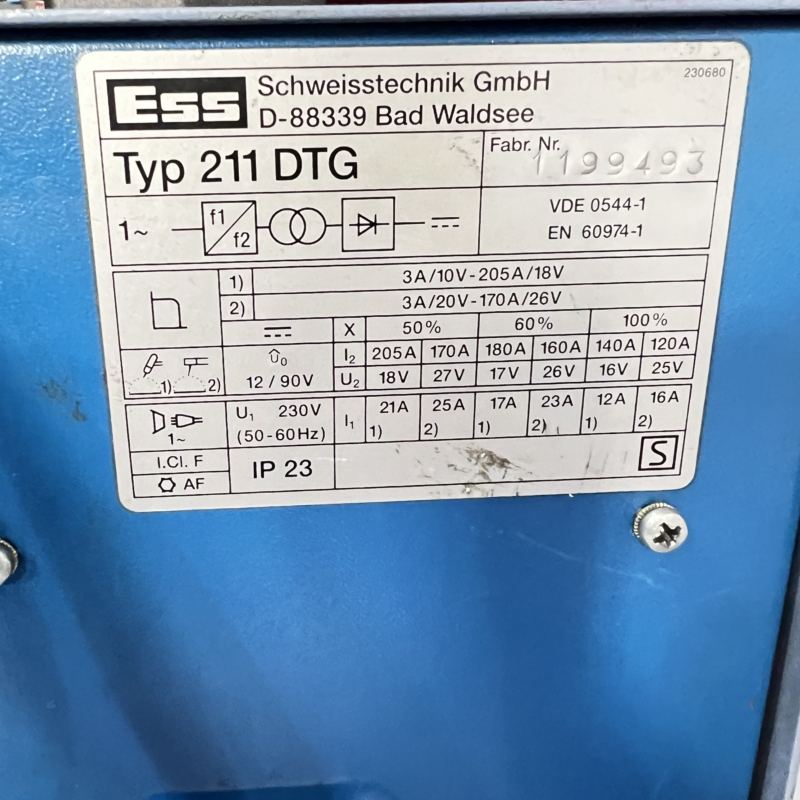 ESS Schweisstechnik GmbH 230680
D-88339 Bad Waldsee
Typ 211 DTG Fabr. Nr. 1199493
1~ f1 f2 VDE 0544-1
EN 60974-1
1) 3A/10V-205A/18V
2) 3A/20V-170A/26V
X 50% 60% 100%
1) 2) U0 I2 205A 170A 180A 160A 140A 120A
12/90V U2 18V 27V 17V 26V 16V 25V
1~ U1 230V I1 21A 25A 17A 23A 12A 16A
(50-60Hz) 1) 2) 1) 2) 1) 2)
I.Cl. F IP 23 S
AF